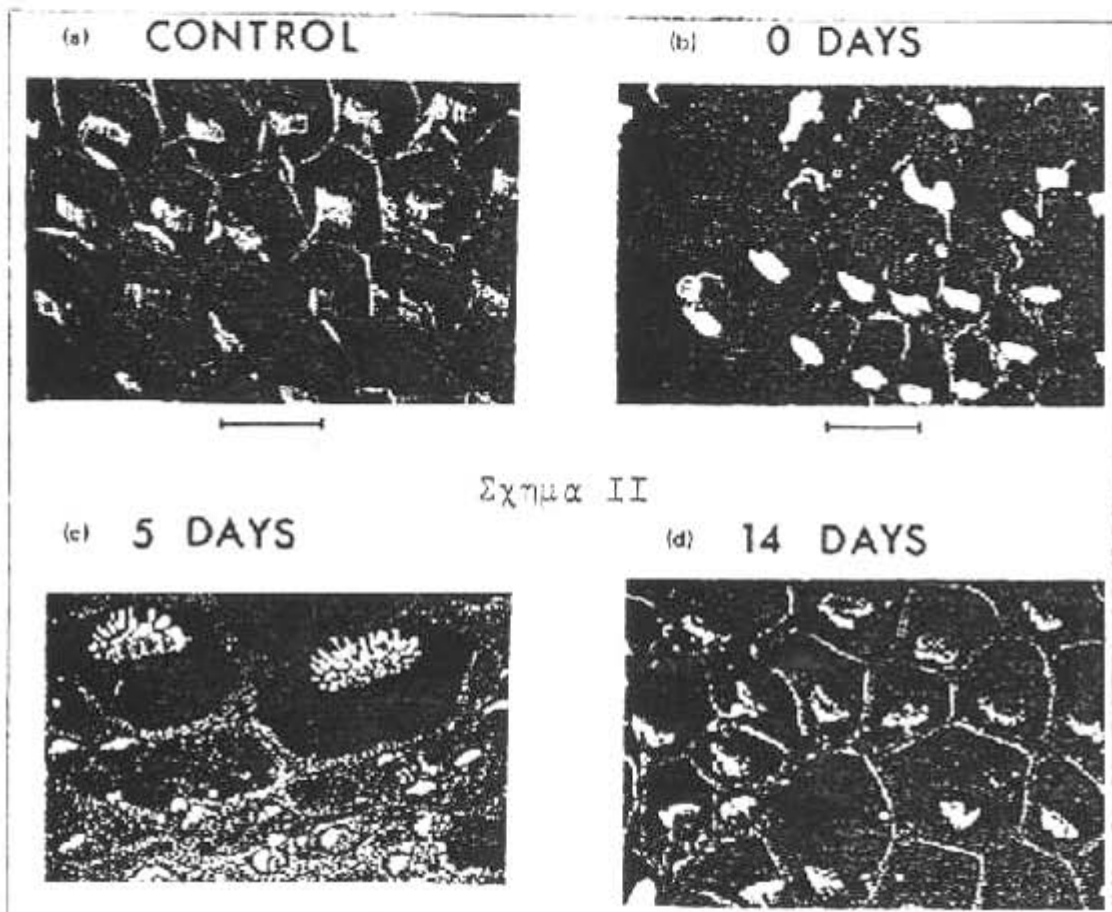 (a) CONTROL
(b) 0 DAYS
Σχημα II
(c) 5 DAYS
(d) 14 DAYS